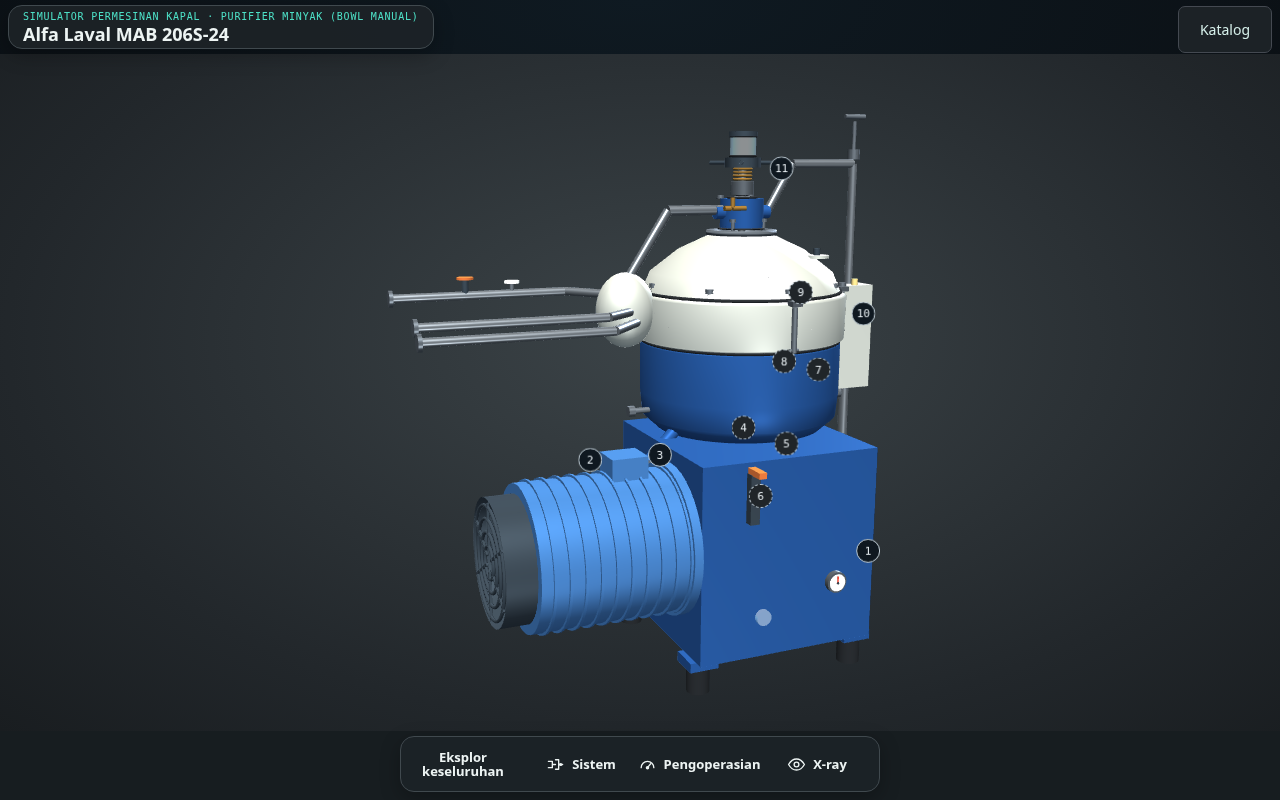 SIMULATOR PERMESINAN KAPAL · PURIFIER MINYAK (BOWL MANUAL)
Alfa Laval MAB 206S-24
Katalog
11
9
10
8
7
4
5
2
3
6
1
Eksplor
keseluruhan
Sistem
Pengoperasian
X-ray